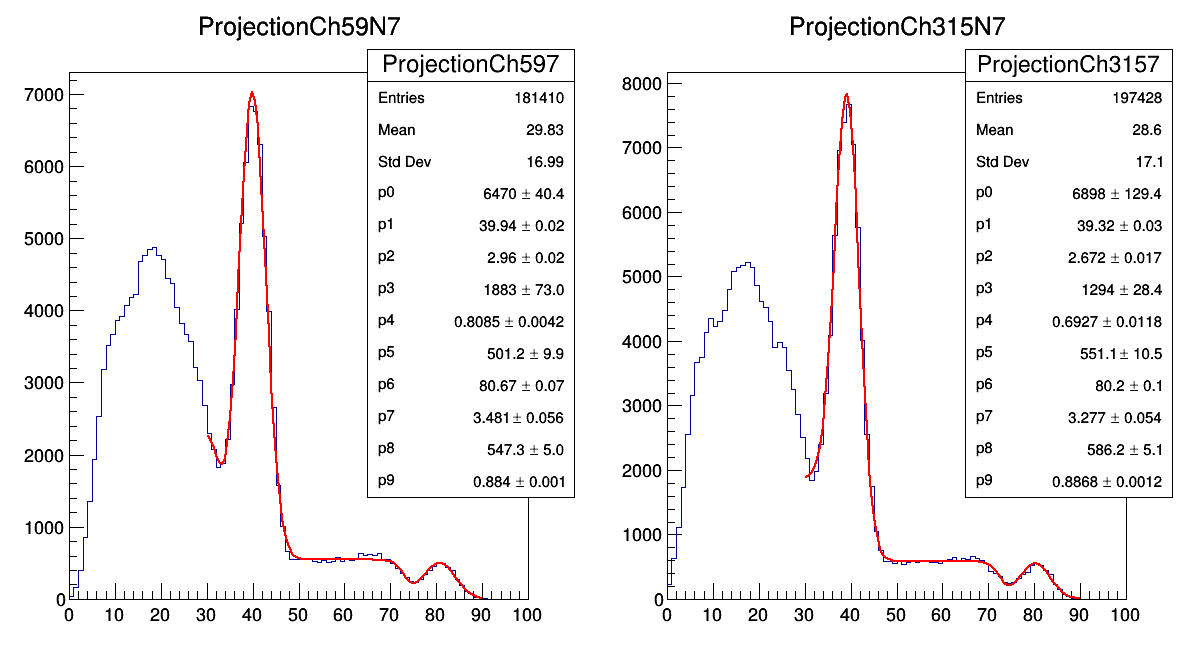 ProjectionCh59N7
ProjectionCh597
Entries 181410
Mean 29.83
Std Dev 16.99
p0 6470 ± 40.4
p1 39.94 ± 0.02
p2 2.96 ± 0.02
p3 1883 ± 73.0
p4 0.8085 ± 0.0042
p5 501.2 ± 9.9
p6 80.67 ± 0.07
p7 3.481 ± 0.056
p8 547.3 ± 5.0
p9 0.884 ± 0.001
7000
6000
5000
4000
3000
2000
1000
0
0 10 20 30 40 50 60 70 80 90 100
ProjectionCh315N7
ProjectionCh3157
Entries 197428
Mean 28.6
Std Dev 17.1
p0 6898 ± 129.4
p1 39.32 ± 0.03
p2 2.672 ± 0.017
p3 1294 ± 28.4
p4 0.6927 ± 0.0118
p5 551.1 ± 10.5
p6 80.2 ± 0.1
p7 3.277 ± 0.054
p8 586.2 ± 5.1
p9 0.8868 ± 0.0012
8000
7000
6000
5000
4000
3000
2000
1000
0
0 10 20 30 40 50 60 70 80 90 100